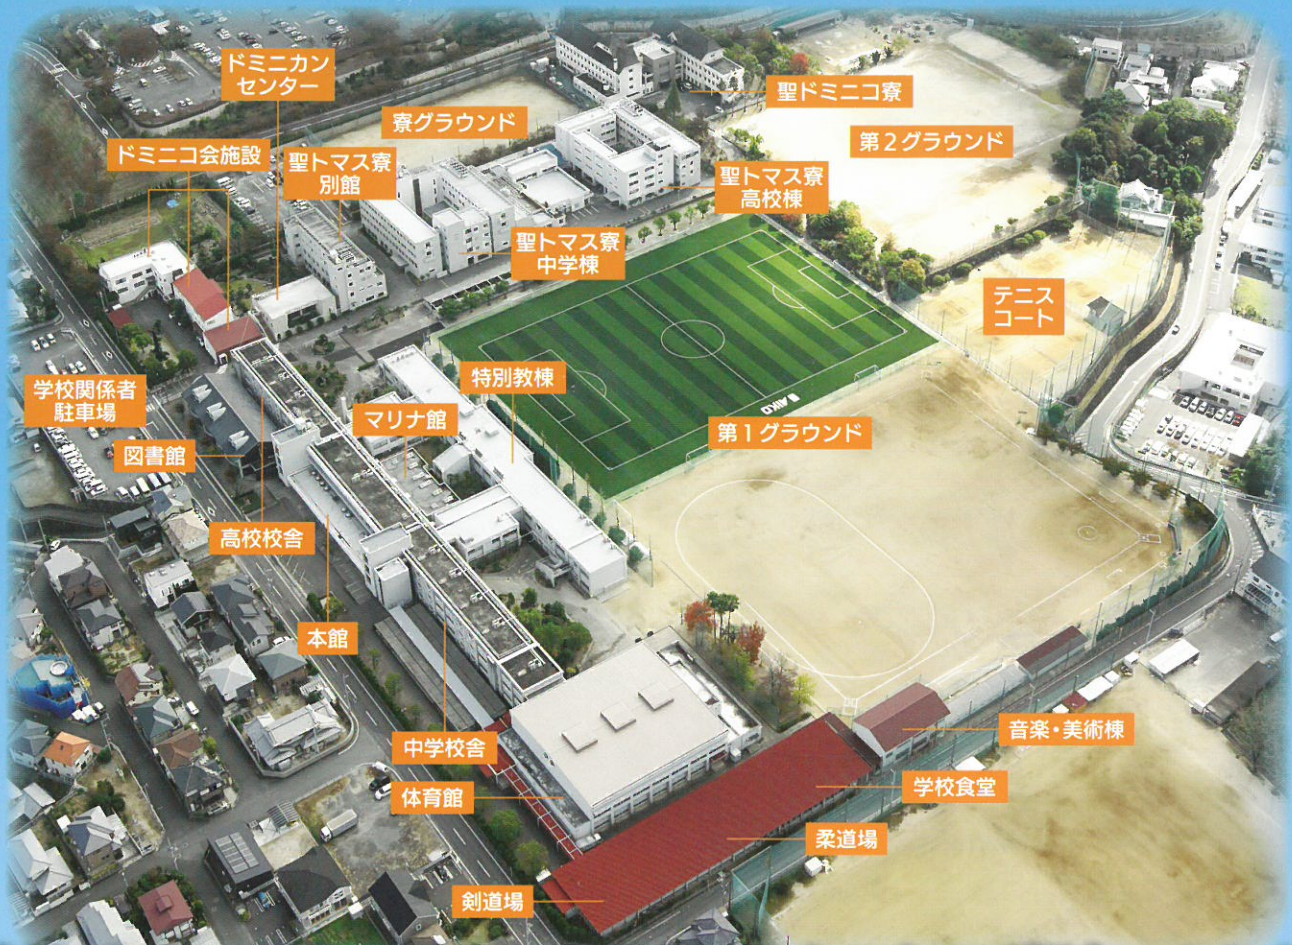 ドミニカン
センター
聖ドミニコ寮
寮グラウンド
第2グラウンド
ドミニコ会施設
聖トマス寮
別館
聖トマス寮
高校棟
聖トマス寮
中学棟
テニス
コート
学校関係者
駐車場
特別教棟
マリナ館
第1グラウンド
AIKO
図書館
高校校舎
本館
中学校舎
音楽・美術棟
体育館
学校食堂
柔道場
剣道場